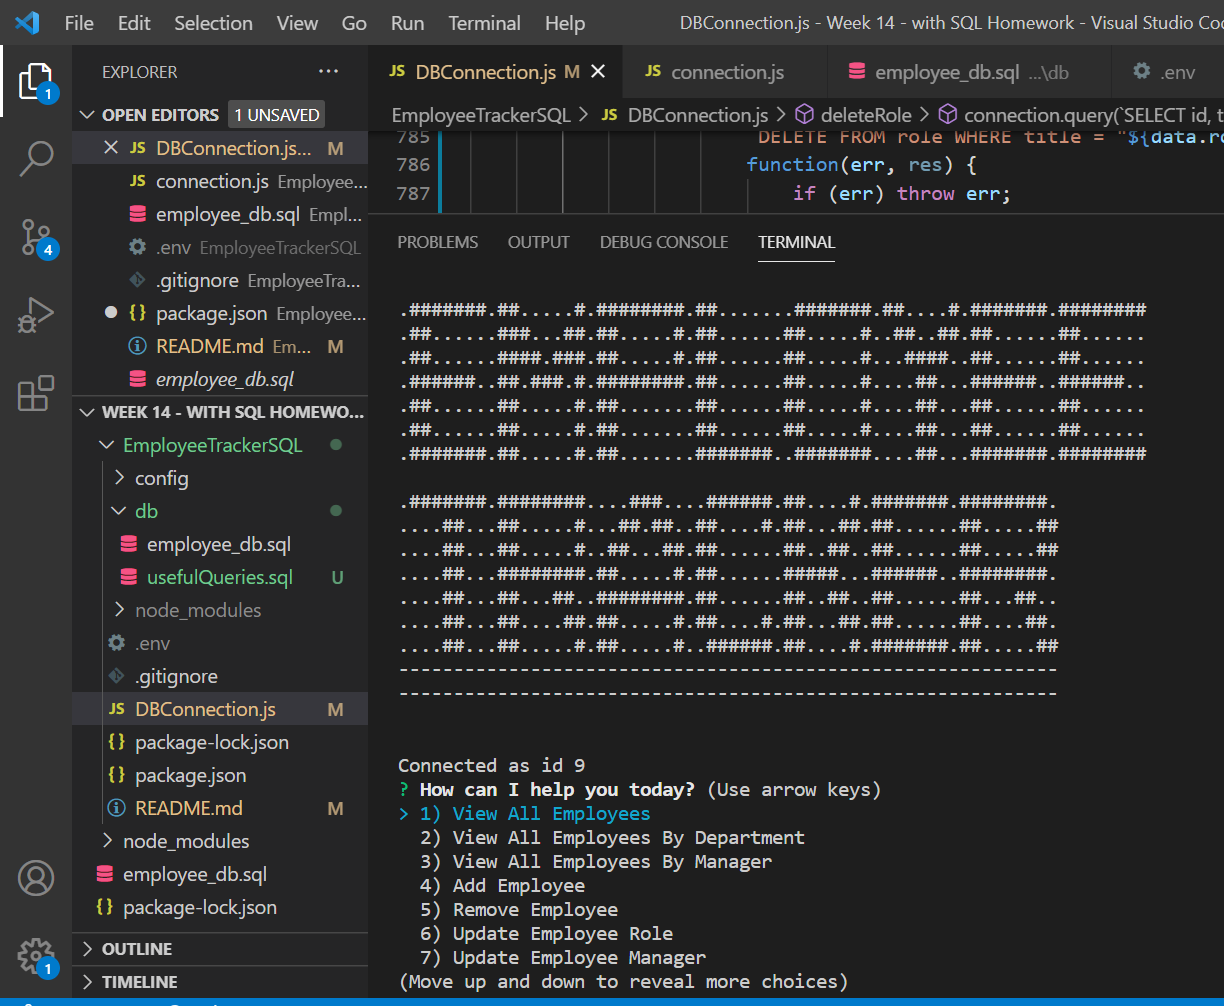 File Edit Selection View Go Run Terminal Help DBConnection.js - Week 14 - with SQL Homework - Visual Studio Co
EXPLORER ...
OPEN EDITORS 1 UNSAVED
JS DBConnection.js... M
JS connection.js Employee...
employee_db.sql Empl...
.env EmployeeTrackerSQL
.gitignore EmployeeTra...
{} package.json Employee...
README.md Em... M
employee_db.sql
WEEK 14 - WITH SQL HOMEWO...
EmployeeTrackerSQL
config
db
employee_db.sql
usefulQueries.sql U
node_modules
.env
.gitignore
JS DBConnection.js M
{} package-lock.json
{} package.json
README.md M
node_modules
employee_db.sql
{} package-lock.json
OUTLINE
TIMELINE
1
4
1
JS DBConnection.js M JS connection.js employee_db.sql ...\db .env
EmployeeTrackerSQL > JS DBConnection.js > deleteRole > connection.query(`SELECT id, t
785 DELETE FROM role WHERE title = "${data.ro
786 function(err, res) {
787 if (err) throw err;
PROBLEMS OUTPUT DEBUG CONSOLE TERMINAL
.#######.##.....#.########.##.......#######.##....#.#######.########
.##......###...##.##.....#.##......##.....#..##..##.##......##......
.##......####.###.##.....#.##......##.....#...####..##......##......
.######..##.###.#.########.##......##.....#....##...######..######..
.##......##.....#.##.......##......##.....#....##...##......##......
.##......##.....#.##.......##......##.....#....##...##......##......
.#######.##.....#.##.......#######..#######....##...#######.########
.#######.########....###....######.##....#.#######.########.
....##...##.....#...##.##..##....#.##...##.##......##.....##
....##...##.....#..##...##.##......##..##..##......##.....##
....##...########.##.....#.##......#####...######..########.
....##...##...##..########.##......##..##..##......##...##..
....##...##....##.##.....#.##....#.##...##.##......##....##.
....##...##.....#.##.....#..######.##....#.#######.##.....##
------------------------------------------------------------
------------------------------------------------------------
Connected as id 9
? How can I help you today? (Use arrow keys)
> 1) View All Employees
2) View All Employees By Department
3) View All Employees By Manager
4) Add Employee
5) Remove Employee
6) Update Employee Role
7) Update Employee Manager
(Move up and down to reveal more choices)